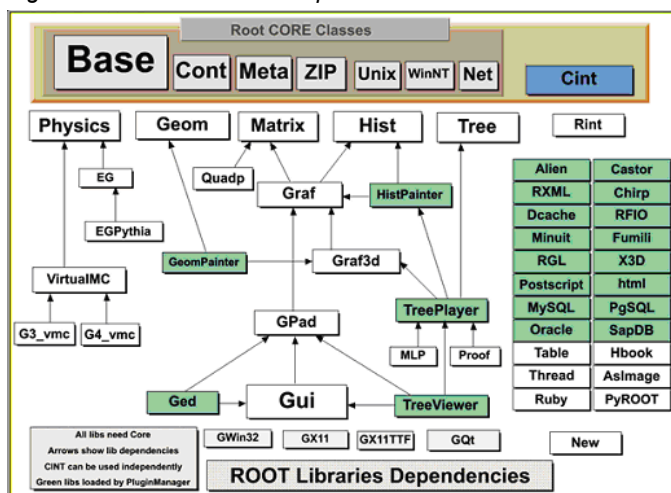 Root CORE Classes
Base
Cont
Meta
ZIP
Unix
WinNT
Net
Cint
Physics
Geom
Matrix
Hist
Tree
Rint
EG
Quadp
Graf
HistPainter
EGPythia
GeomPainter
Graf3d
VirtualMC
G3_vmc
G4_vmc
GPad
TreePlayer
MLP
Proof
Ged
Gui
TreeViewer
Alien
Castor
RXML
Chirp
Dcache
RFIO
Minuit
Fumili
RGL
X3D
Postscript
html
MySQL
PgSQL
Oracle
SapDB
Table
Hbook
Thread
AsImage
Ruby
PyROOT
All libs need Core
Arrows show lib dependencies
CINT can be used independently
Green libs loaded by PluginManager
GWin32
GX11
GX11TTF
GQt
New
ROOT Libraries Dependencies